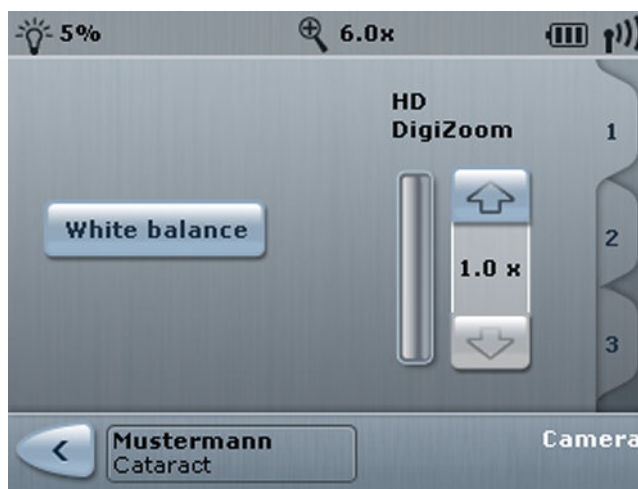 5%
6.0x
HD
DigiZoom
1
White balance
2
1.0 x
3
Mustermann
Cataract
Camera